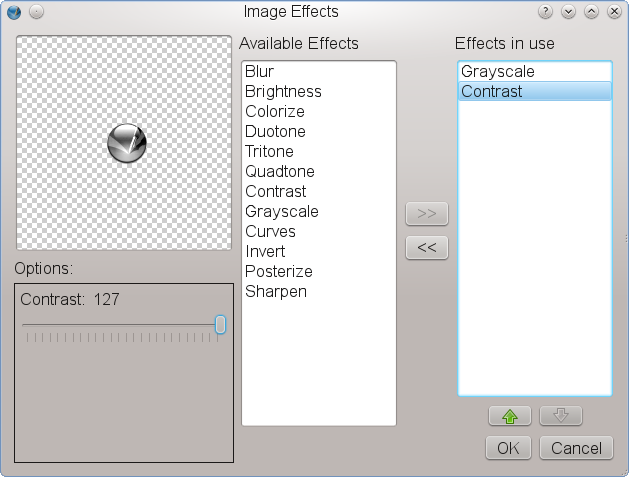 Image Effects
Available Effects
Effects in use
Blur
Brightness
Colorize
Duotone
Tritone
Quadtone
Contrast
Grayscale
Curves
Invert
Posterize
Sharpen
>>
<<
Grayscale
Contrast
Options:
Contrast: 127
OK
Cancel